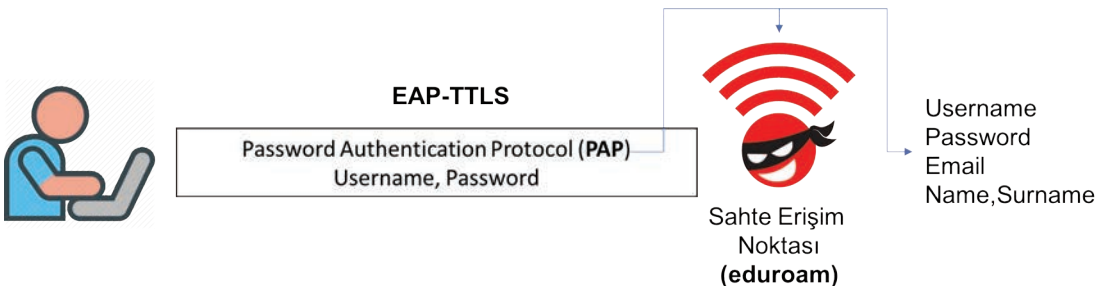 EAP-TTLS
Password Authentication Protocol (PAP)
Username, Password
Sahte Erişim
Noktası
(eduroam)
Username
Password
Email
Name,Surname